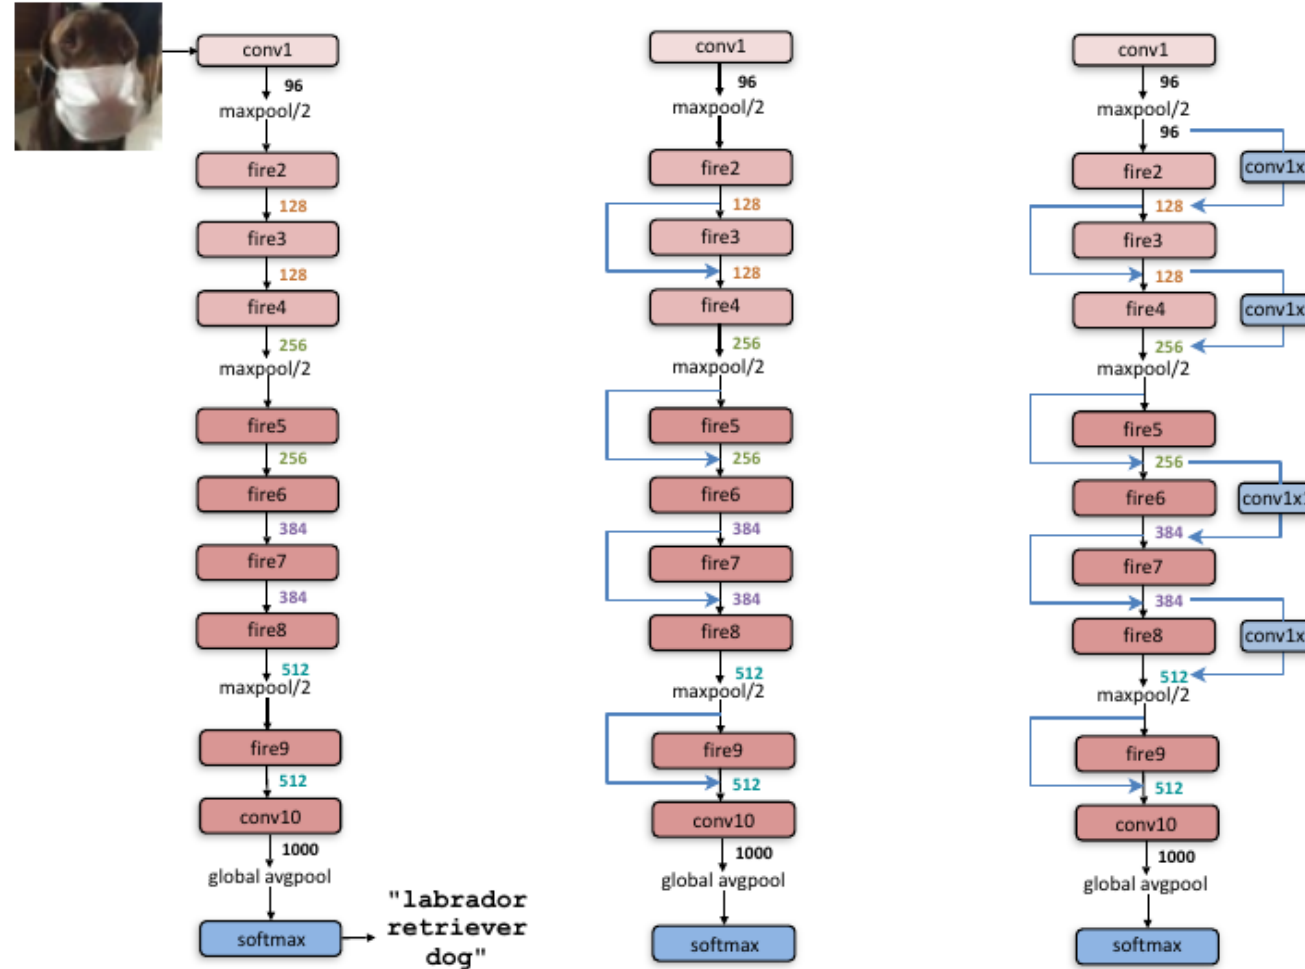 conv1
96
maxpool/2
fire2
128
fire3
128
fire4
256
maxpool/2
fire5
256
fire6
384
fire7
384
fire8
512
maxpool/2
fire9
512
conv10
1000
global avgpool
softmax
"labrador
retriever
dog"
conv1
96
maxpool/2
fire2
128
fire3
128
fire4
256
maxpool/2
fire5
256
fire6
384
fire7
384
fire8
512
maxpool/2
fire9
512
conv10
1000
global avgpool
softmax
conv1
96
maxpool/2
96
fire2
conv1x
128
fire3
128
fire4
conv1x
256
maxpool/2
fire5
256
fire6
conv1x
384
fire7
384
fire8
conv1x
512
maxpool/2
fire9
512
conv10
1000
global avgpool
softmax